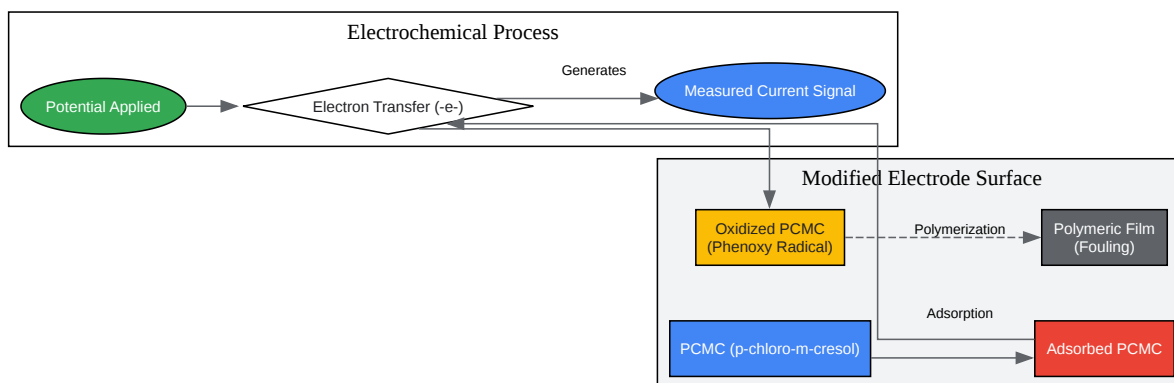 Electrochemical Process
Generates
Potential Applied
Electron Transfer (-e-)
Measured Current Signal
Modified Electrode Surface
Oxidized PCMC
(Phenoxy Radical)
Polymerization
Polymeric Film
(Fouling)
Adsorption
PCMC (p-chloro-m-cresol)
Adsorbed PCMC